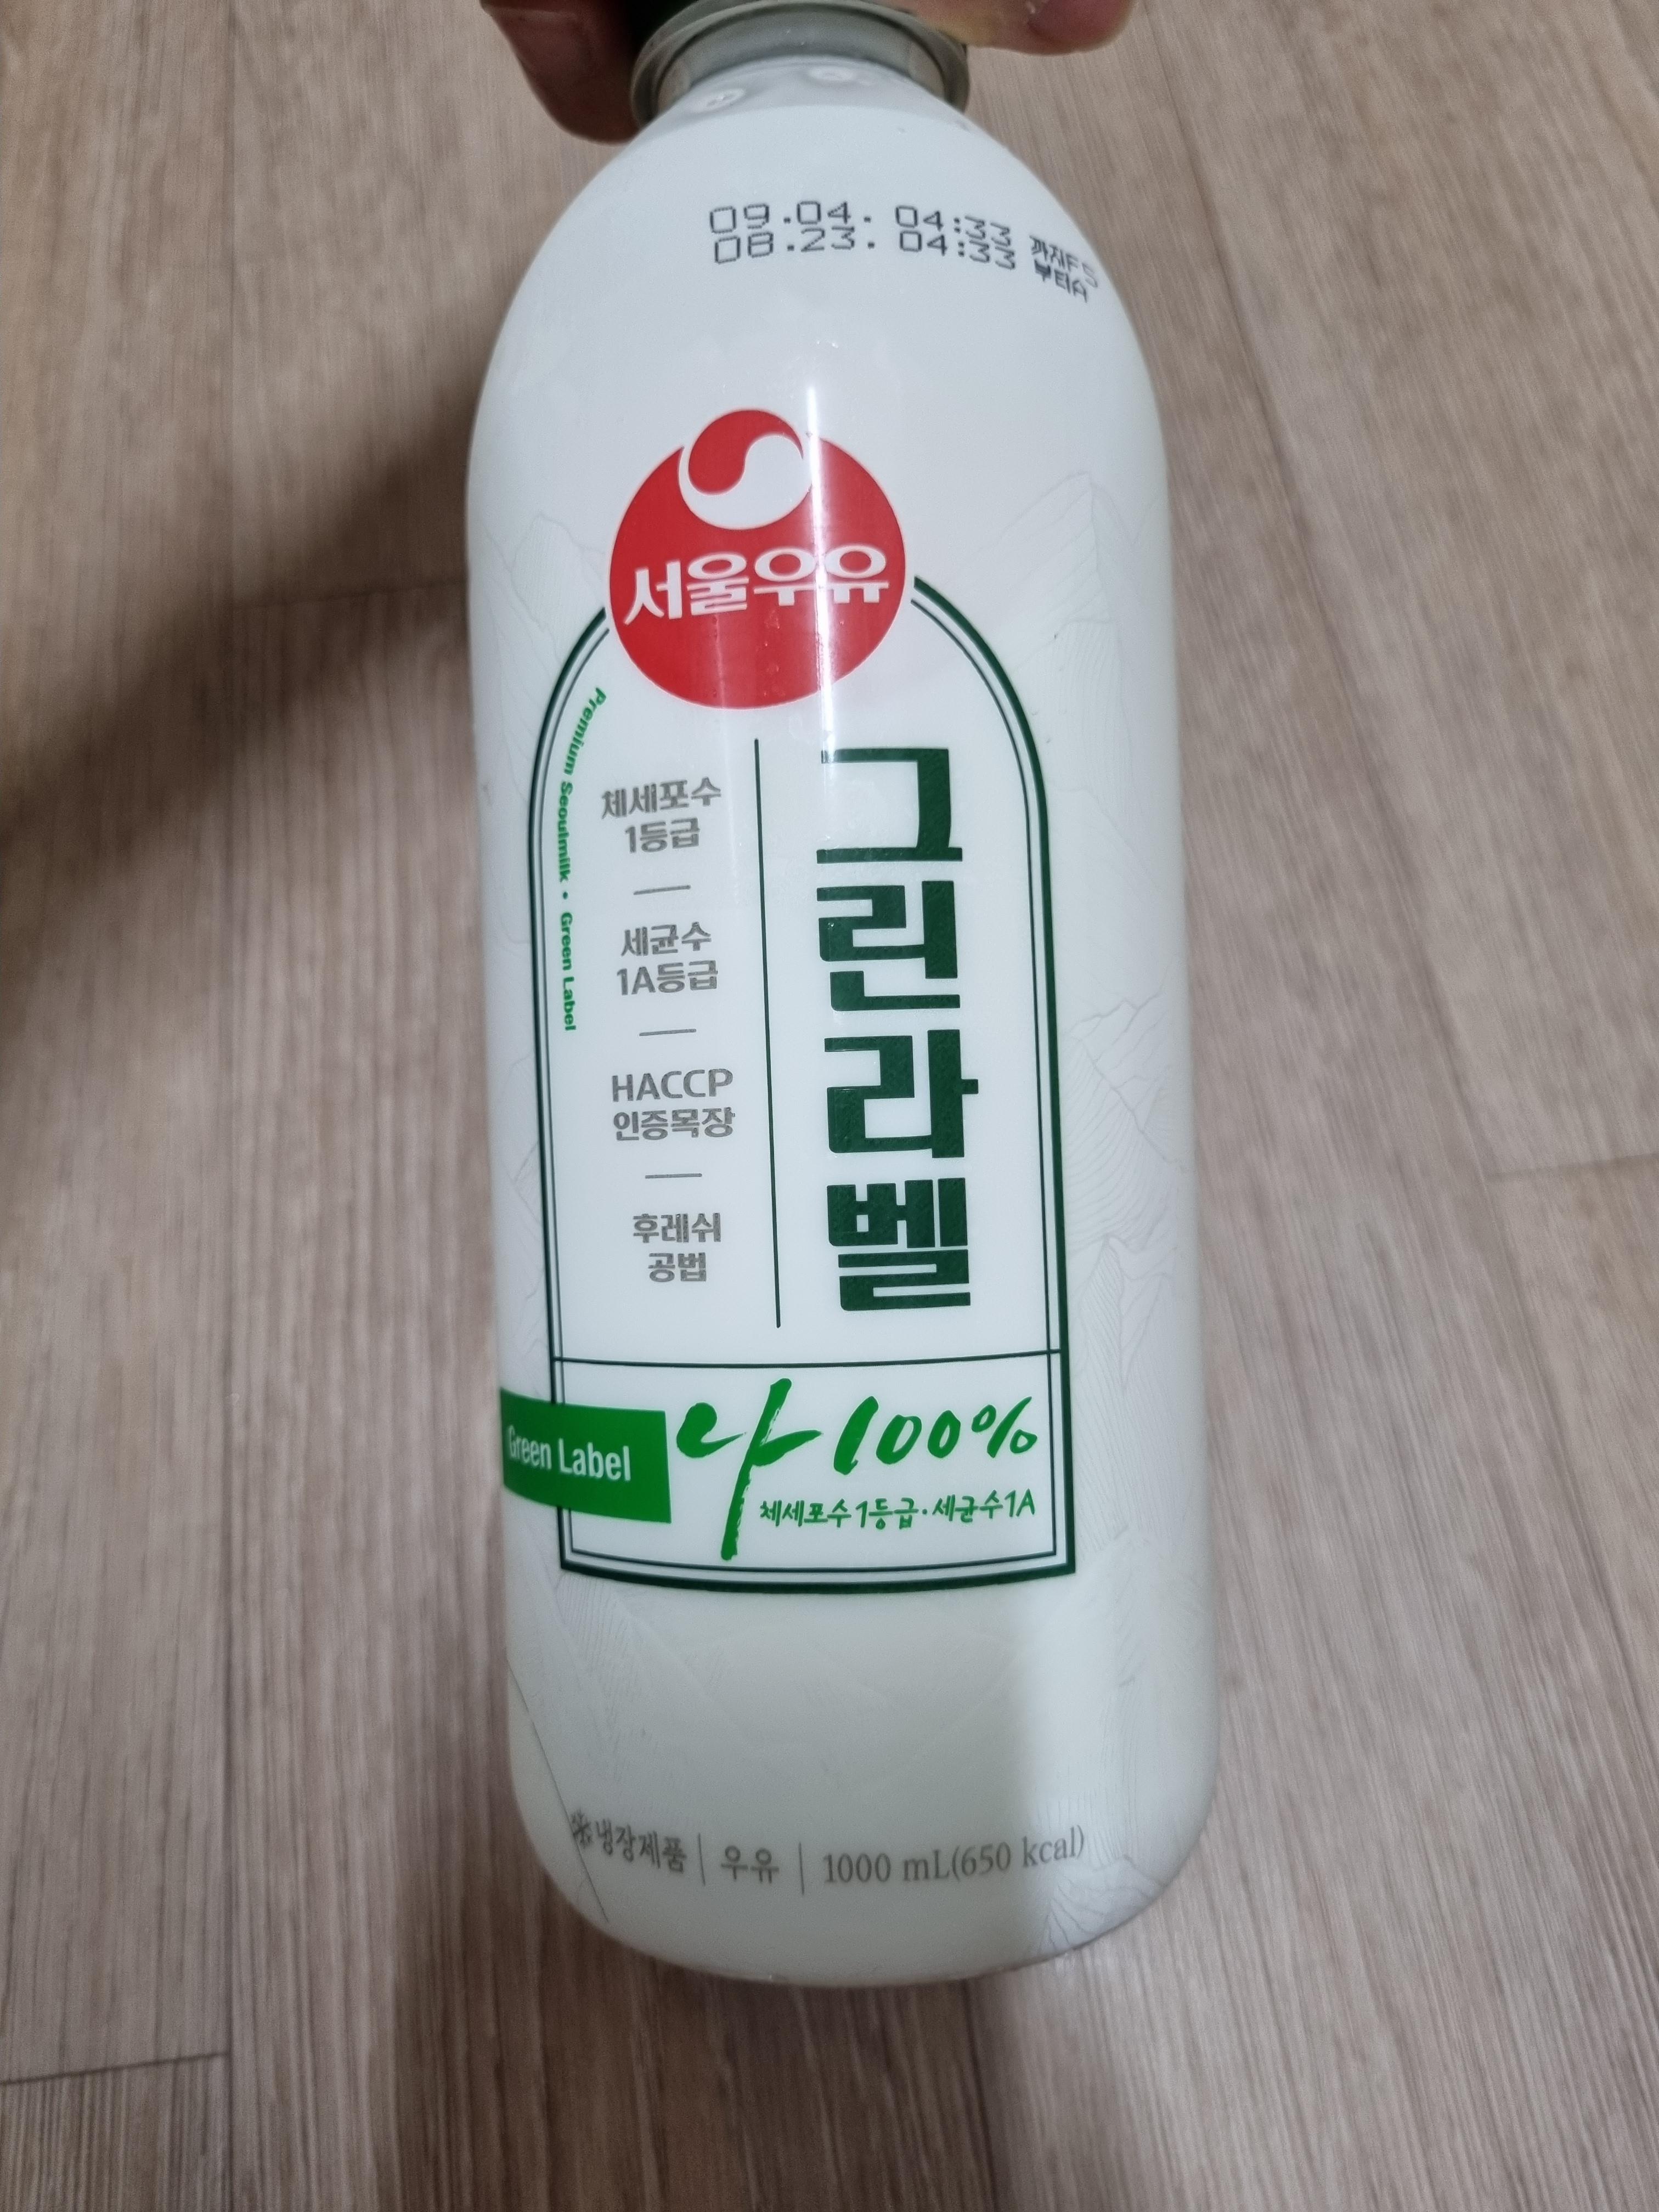 09.04. 04:33 까지F5
08.23. 04:33 부터A
서울우유
Premium Seoulmilk • Green Label
체세포수
1등급
세균수
1A등급
HACCP
인증목장
후레쉬
공법
그린라벨
Green Label
나100%
체세포수1등급·세균수1A
냉장제품 | 우유 | 1000 mL(650 kcal)